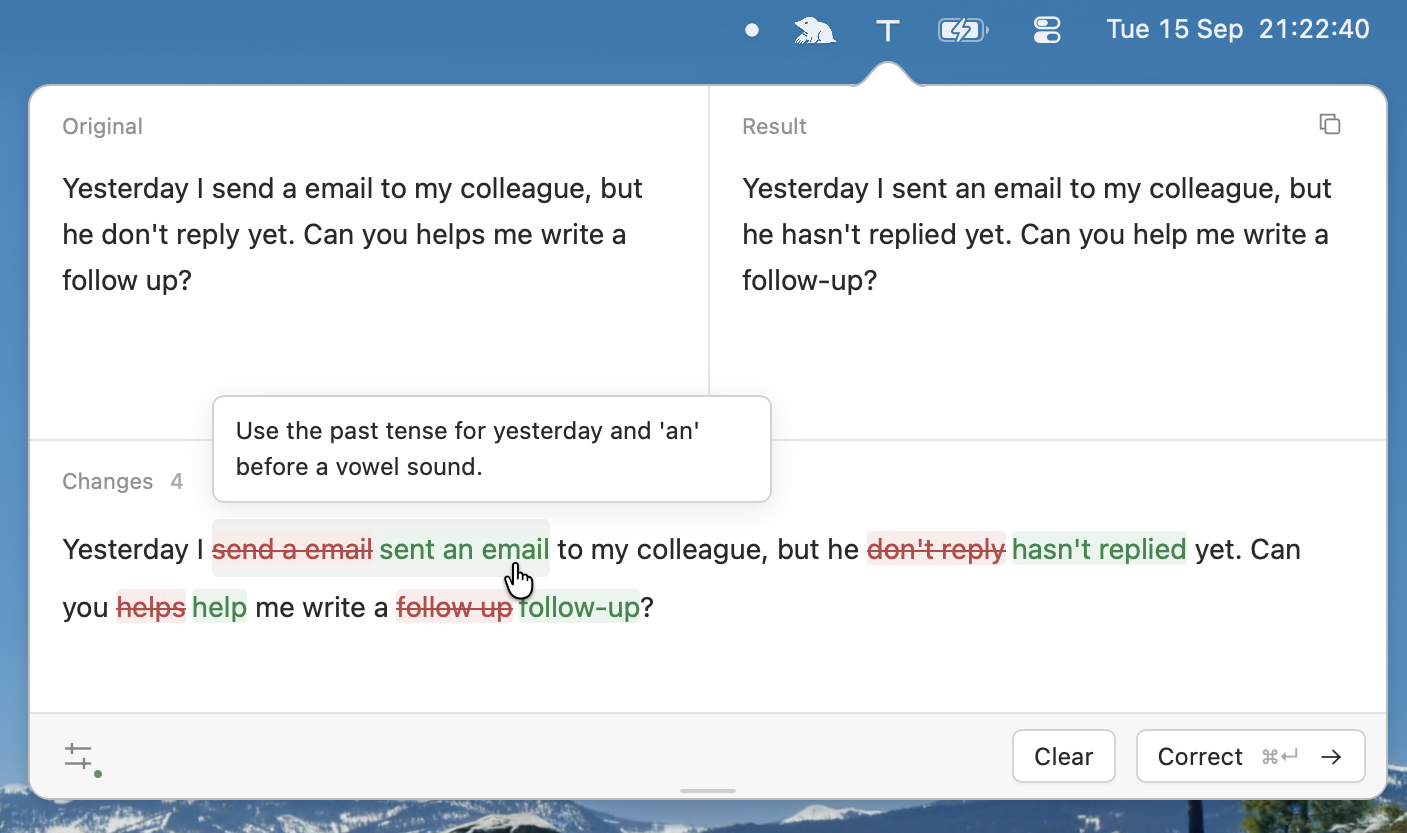 T
Tue 15 Sep 21:22:40
Original
Yesterday I send a email to my colleague, but
he don't reply yet. Can you helps me write a
follow up?
Result
Yesterday I sent an email to my colleague, but
he hasn't replied yet. Can you help me write a
follow-up?
Use the past tense for yesterday and 'an'
before a vowel sound.
Changes 4
Yesterday I send a email sent an email to my colleague, but he don't reply hasn't replied yet. Can
you helps help me write a follow up follow-up?
Clear
Correct ⌘↵ →